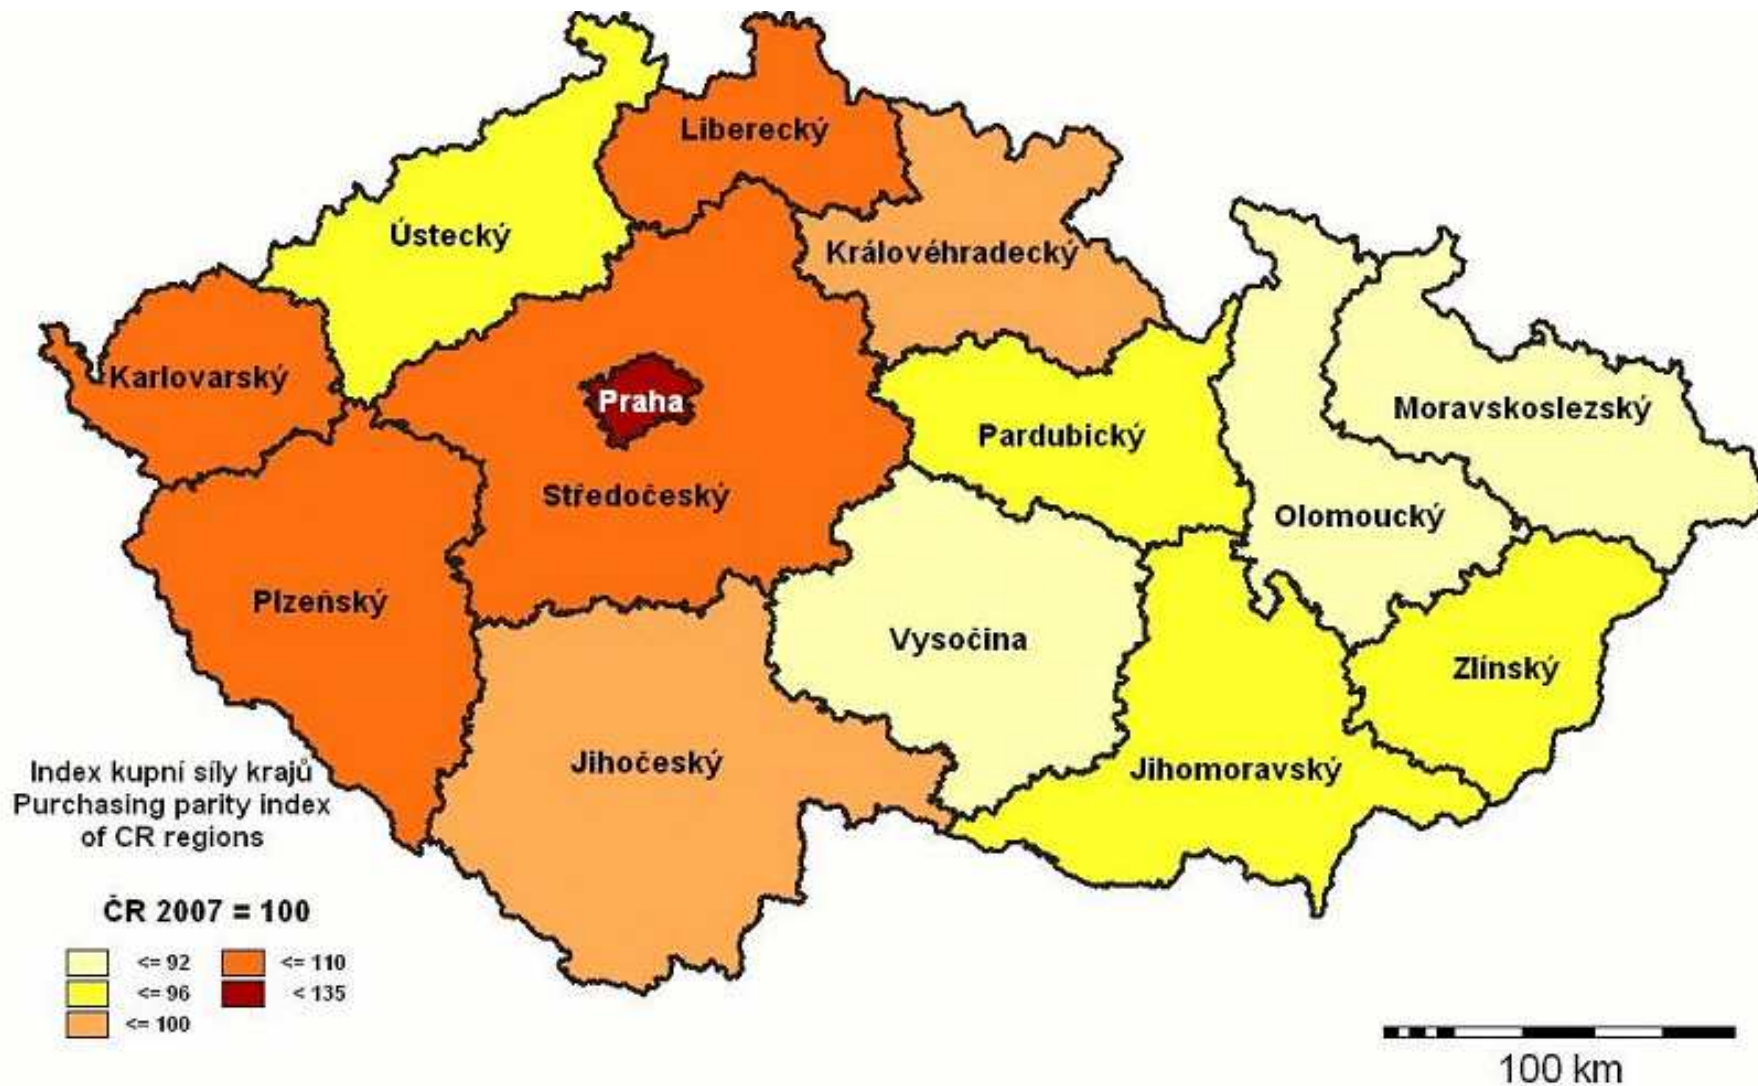 Liberecký
Ústecký
Královéhradecký
Karlovarský
Praha
Moravskoslezský
Pardubický
Středočeský
Olomoucký
Plzeňský
Vysočina
Zlínský
Jihočeský
Jihomoravský
Index kupní síly krajů
Purchasing parity index
of CR regions
ČR 2007 = 100
<= 92
<= 110
<= 96
< 135
<= 100
100 km